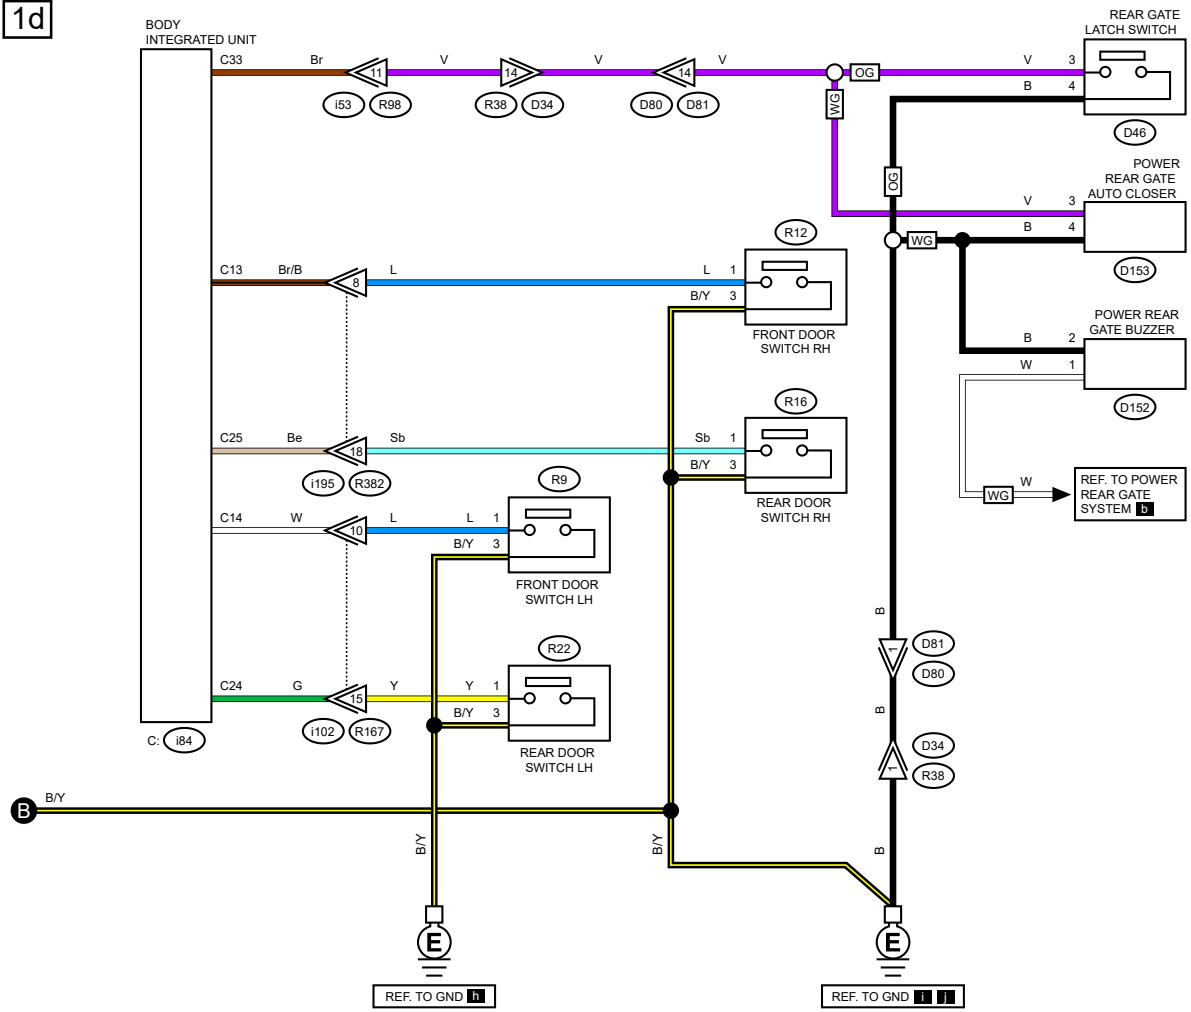 1d
BODY
INTEGRATED UNIT
REAR GATE
LATCH SWITCH
C33 Br 11 V 14 V 14 V OG V 3
i53 R98 R38 D34 D80 D81 WG B 4
D46
OG
POWER
REAR GATE
AUTO CLOSER
V 3
WG B 4
D153
R12
C13 Br/B 8 L L 1
B/Y 3
FRONT DOOR
SWITCH RH
POWER REAR
GATE BUZZER
B 2
W 1
D152
R16
C25 Be 18 Sb Sb 1
i195 R382 B/Y 3
REAR DOOR
SWITCH RH
WG W
REF. TO POWER
REAR GATE
SYSTEM b
R9
C14 W 10 L L 1
B/Y 3
FRONT DOOR
SWITCH LH
B
1 D81
D80
R22
C24 G 15 Y Y 1
i102 R167 B/Y 3
REAR DOOR
SWITCH LH
C: i84
B
D34
1 R38
B B/Y
B/Y B/Y B
E E
REF. TO GND h
REF. TO GND i j